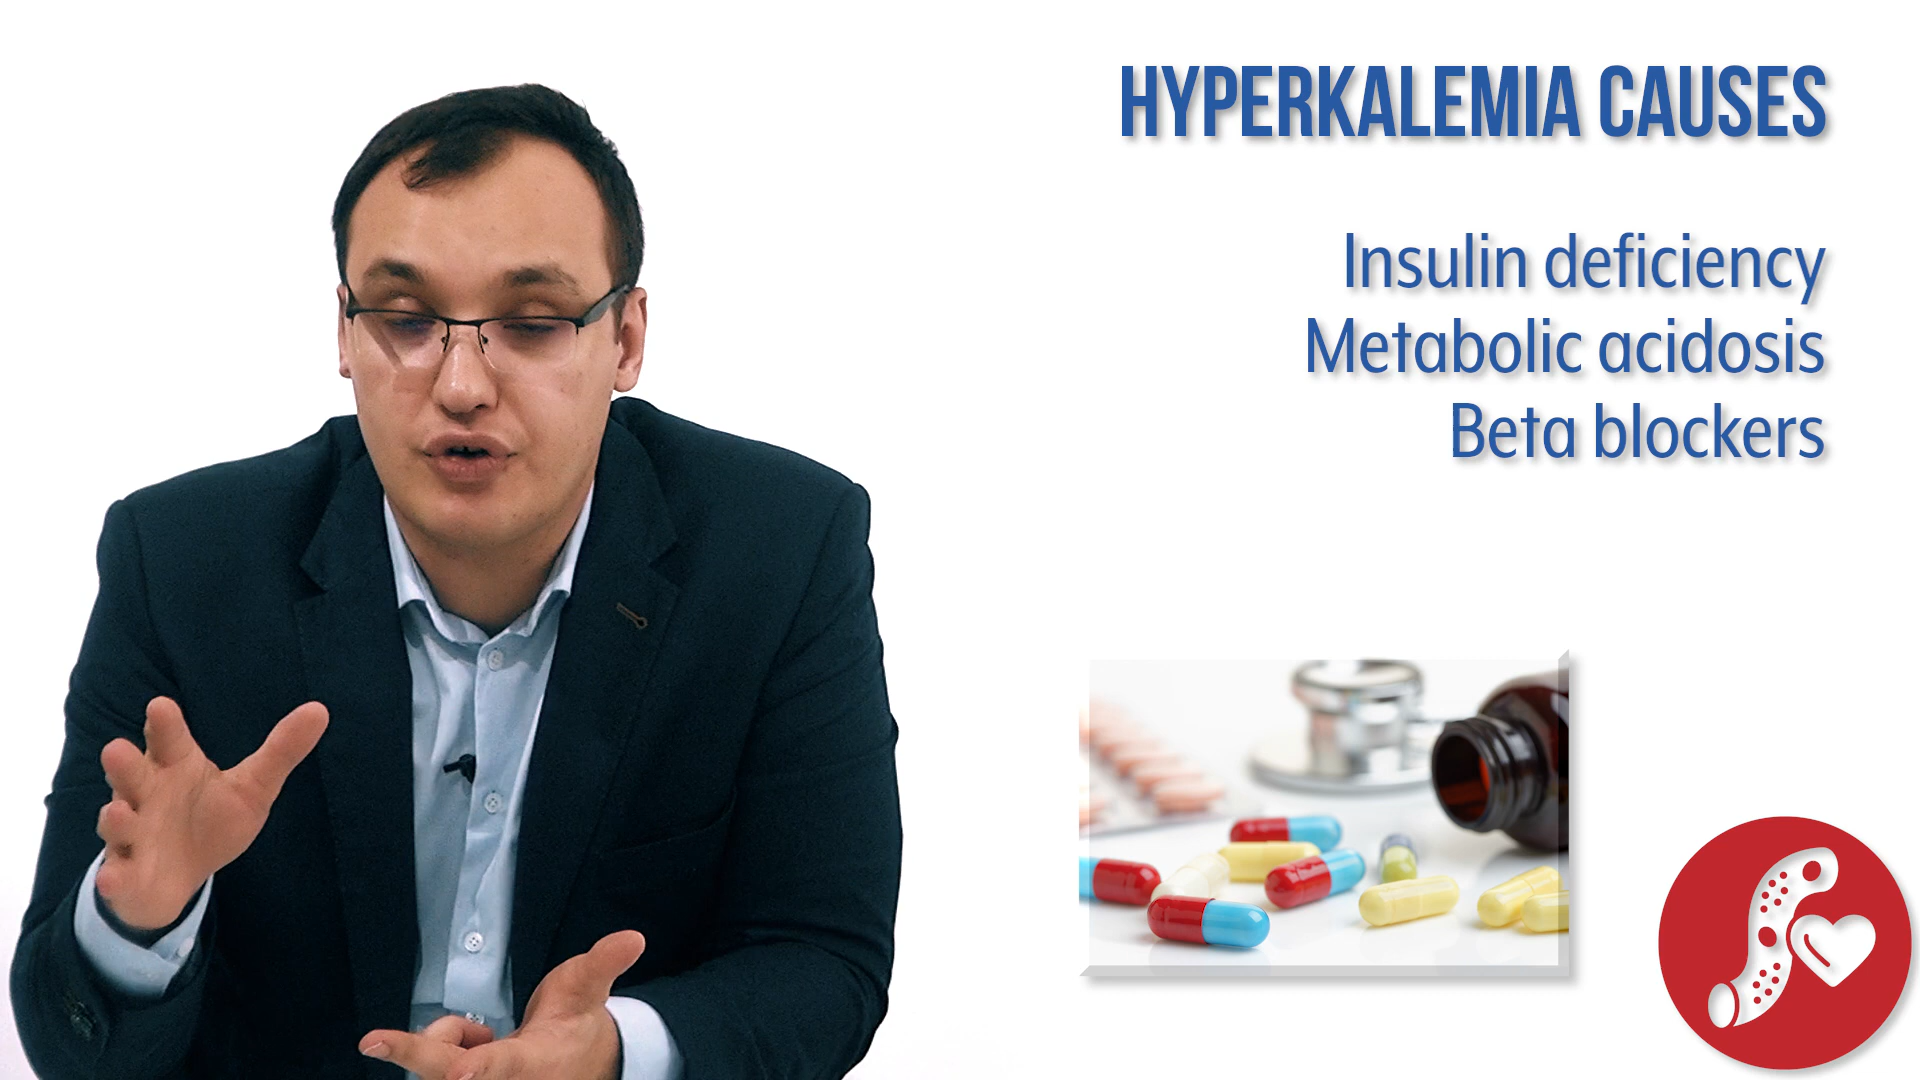 HYPERKALEMIA CAUSES
Insulin deficiency
Metabolic acidosis
Beta blockers